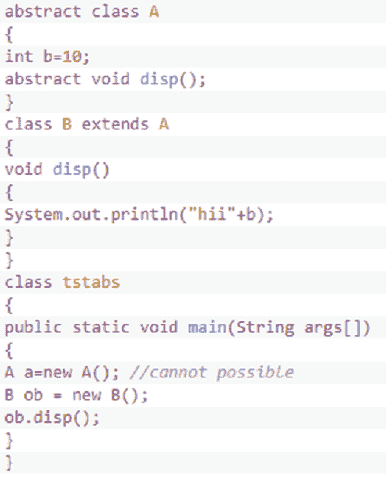 abstract class A
{
int b=10;
abstract void disp();
}
class B extends A
{
void disp()
{
System.out.println("hii"+b);
}
}
class tstabs
{
public static void main(String args[])
{
A a=new A(); //cannot possible
B ob = new B();
ob.disp();
}
}